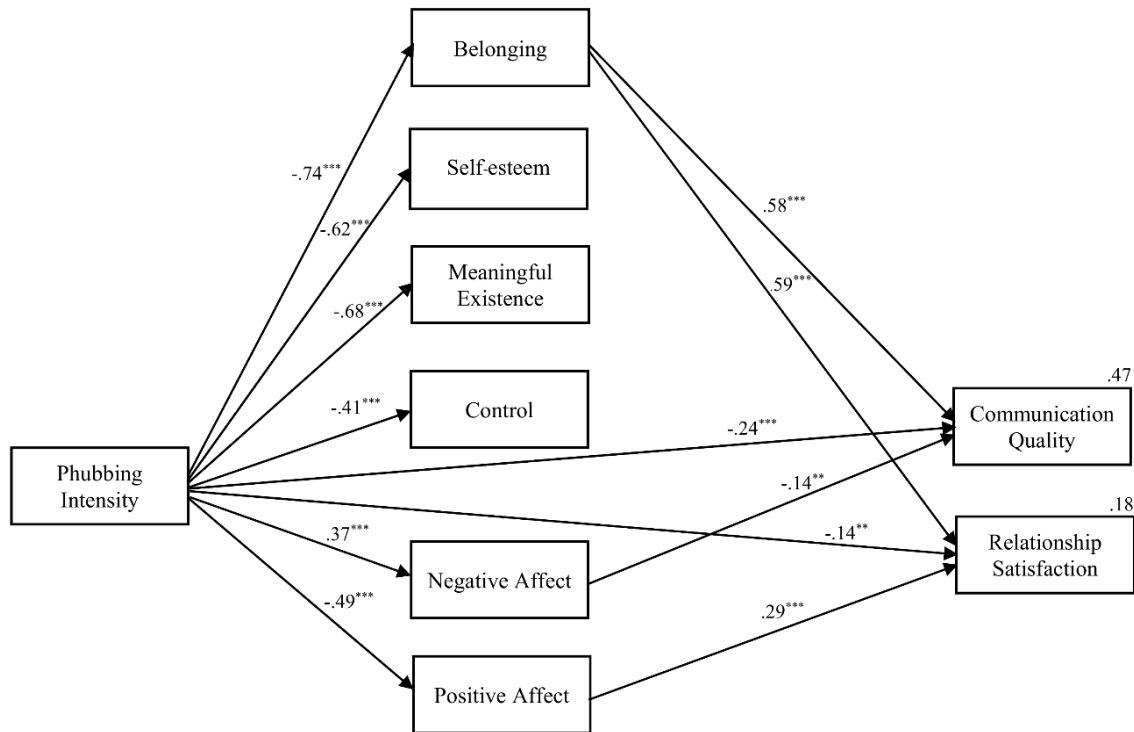 Belonging
-.74***
Self-esteem
-.62***
.58***
Meaningful
Existence
.59***
-.68***
.47
-.41***
Control
Communication
Quality
-.24***
Phubbing
Intensity
-.14**
.18
.37***
-.14**
Relationship
Satisfaction
Negative Affect
-.49***
.29***
Positive Affect